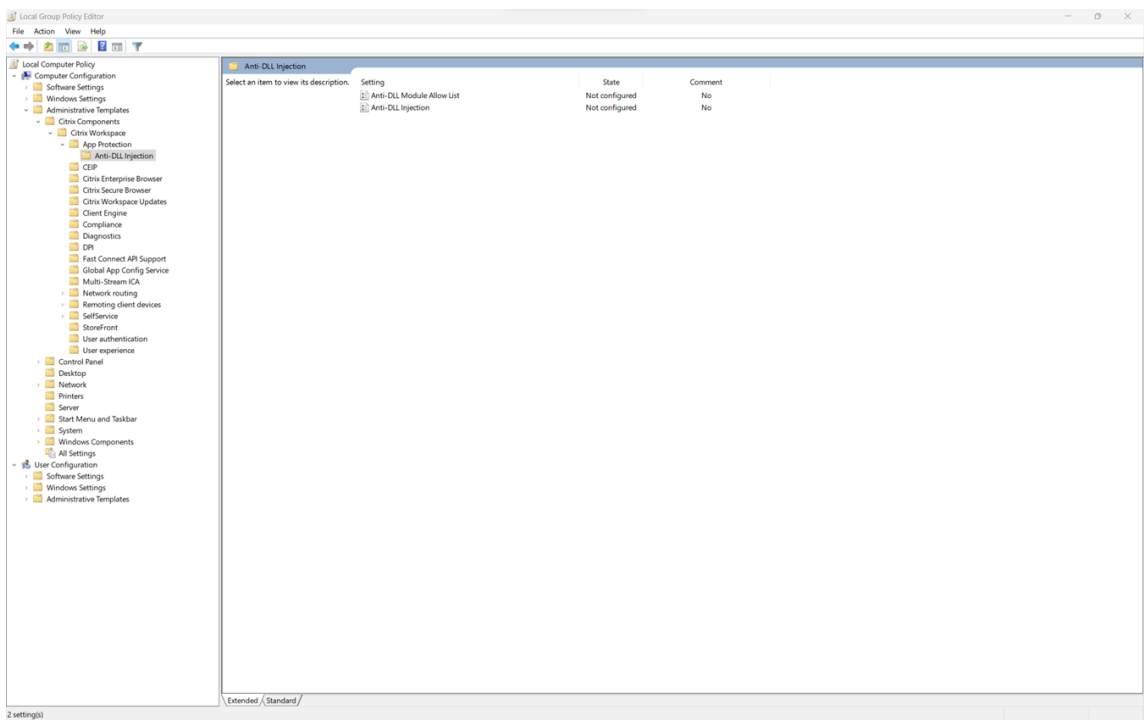 Local Group Policy Editor
File Action View Help
Local Computer Policy
Computer Configuration
Software Settings
Windows Settings
Administrative Templates
Citrix Components
Citrix Workspace
App Protection
Anti-DLL Injection
CEIP
Citrix Enterprise Browser
Citrix Secure Browser
Citrix Workspace Updates
Client Engine
Compliance
Diagnostics
DPI
Fast Connect API Support
Global App Config Service
Multi-Stream ICA
Network routing
Remoting client devices
SelfService
StoreFront
User authentication
User experience
Control Panel
Desktop
Network
Printers
Server
Start Menu and Taskbar
System
Windows Components
All Settings
User Configuration
Software Settings
Windows Settings
Administrative Templates
Anti-DLL Injection
Select an item to view its description.
Setting State Comment
Anti-DLL Module Allow List Not configured No
Anti-DLL Injection Not configured No
Extended Standard
2 setting(s)